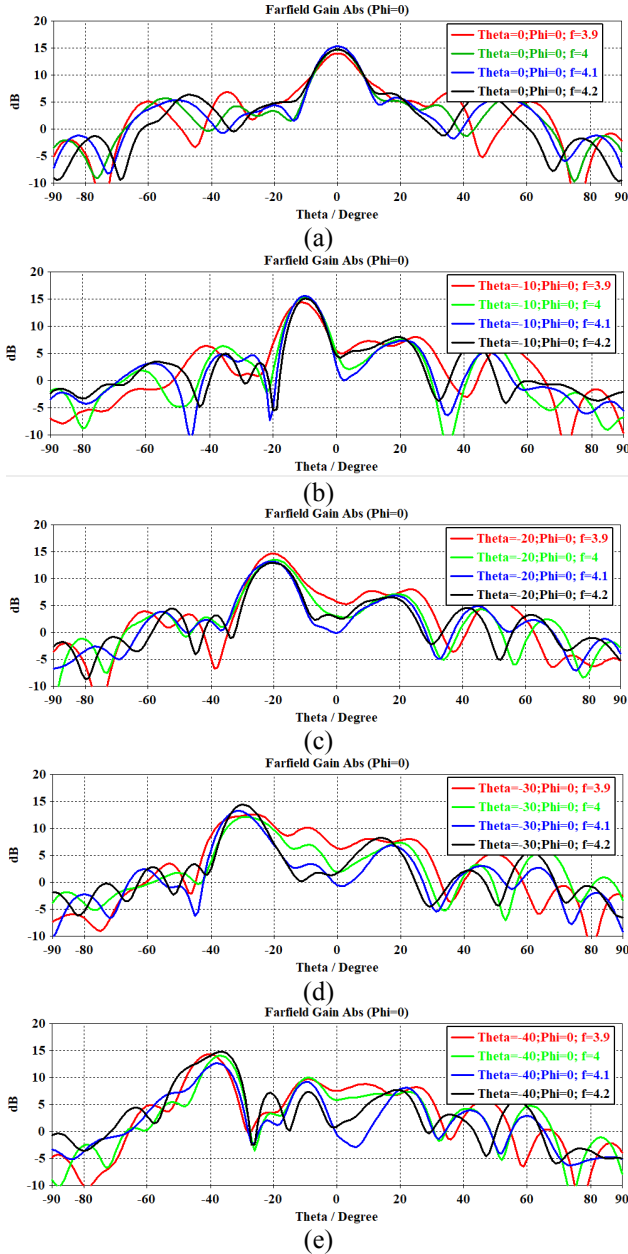 Farfield Gain Abs (Phi=0)
20
15
10
5
0
-5
-10
dB
Theta=0;Phi=0; f=3.9
Theta=0;Phi=0; f=4
Theta=0;Phi=0; f=4.1
Theta=0;Phi=0; f=4.2
-90 -80 -60 -40 -20 0 20 40 60 80 90
Theta / Degree
(a)
Farfield Gain Abs (Phi=0)
20
15
10
5
0
-5
-10
dB
Theta=-10;Phi=0; f=3.9
Theta=-10;Phi=0; f=4
Theta=-10;Phi=0; f=4.1
Theta=-10;Phi=0; f=4.2
-90 -80 -60 -40 -20 0 20 40 60 80 90
Theta / Degree
(b)
Farfield Gain Abs (Phi=0)
20
15
10
5
0
-5
-10
dB
Theta=-20;Phi=0; f=3.9
Theta=-20;Phi=0; f=4
Theta=-20;Phi=0; f=4.1
Theta=-20;Phi=0; f=4.2
-90 -80 -60 -40 -20 0 20 40 60 80 90
Theta / Degree
(c)
Farfield Gain Abs (Phi=0)
20
15
10
5
0
-5
-10
dB
Theta=-30;Phi=0; f=3.9
Theta=-30;Phi=0; f=4
Theta=-30;Phi=0; f=4.1
Theta=-30;Phi=0; f=4.2
-90 -80 -60 -40 -20 0 20 40 60 80 90
Theta / Degree
(d)
Farfield Gain Abs (Phi=0)
20
15
10
5
0
-5
-10
dB
Theta=-40;Phi=0; f=3.9
Theta=-40;Phi=0; f=4
Theta=-40;Phi=0; f=4.1
Theta=-40;Phi=0; f=4.2
-90 -80 -60 -40 -20 0 20 40 60 80 90
Theta / Degree
(e)